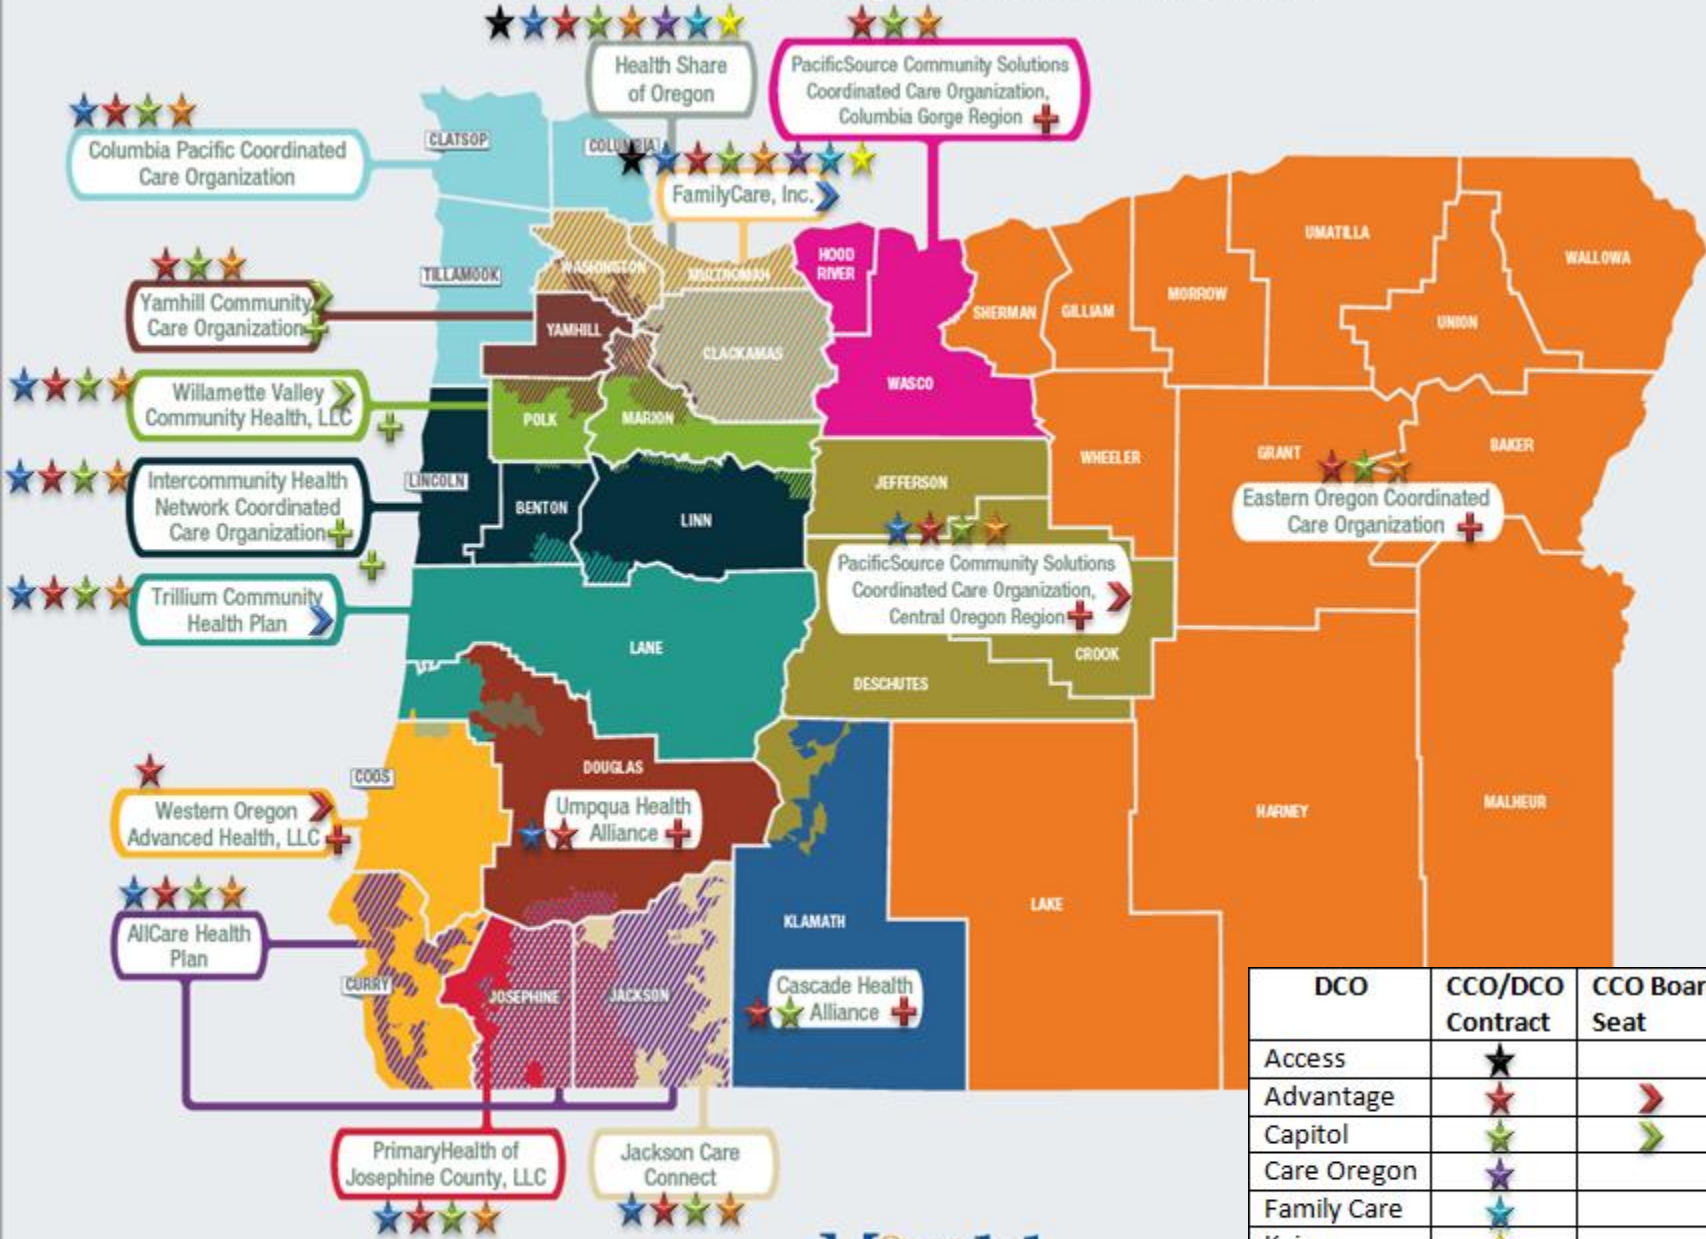 Health Share
of Oregon
PacificSource Community Solutions
Coordinated Care Organization,
Columbia Gorge Region
Columbia Pacific Coordinated
Care Organization
CLATSOP
COLUMBIA
FamilyCare, Inc.
TILLAMOOK
WASHINGTON
MULTNOMAH
HOOD
RIVER
SHERMAN
GILLIAM
MORROW
UMATILLA
UNION
WALLOWA
Yamhill Community
Care Organization
YAMHILL
CLACKAMAS
WASCO
Willamette Valley
Community Health, LLC
POLK
MARION
WHEELER
GRANT
BAKER
Intercommunity Health
Network Coordinated
Care Organization
LINCOLN
BENTON
LINN
JEFFERSON
Eastern Oregon Coordinated
Care Organization
PacificSource Community Solutions
Coordinated Care Organization,
Central Oregon Region
Trillium Community
Health Plan
LANE
CROOK
DESCHUTES
COOS
DOUGLAS
Western Oregon
Advanced Health, LLC
Umpqua Health
Alliance
HARNEY
MALHEUR
LAKE
KLAMATH
AllCare Health
Plan
CURRY
JOSEPHINE
JACKSON
Cascade Health
Alliance
PrimaryHealth of
Josephine County, LLC
Jackson Care
Connect
DCO CCO/DCO CCO Boar
Contract Seat
Access
Advantage
Capitol
Care Oregon
Family Care